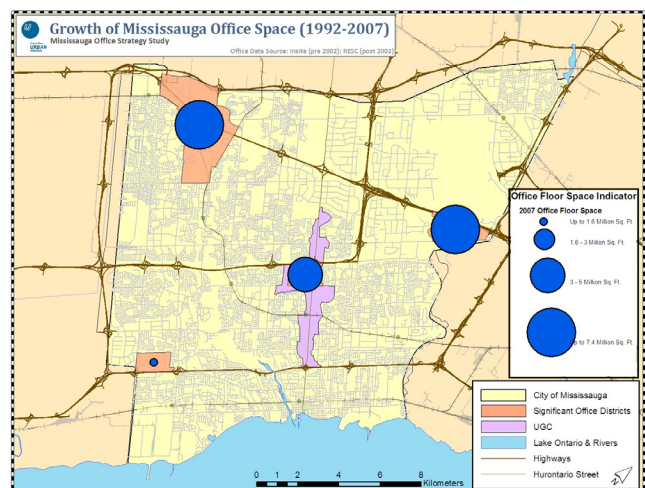 Growth of Mississauga Office Space (1992-2007)
Mississauga Office Strategy Study
Office Data Source: Insite (pre 2002); RESC (post 2002)
URBAN
Office Floor Space Indicator
2007 Office Floor Space
Up to 1.6 Million Sq. Ft.
1.6 - 3 Million Sq. Ft.
3 - 5 Million Sq. Ft.
Up to 7.4 Million Sq. Ft.
City of Mississauga
Significant Office Districts
UGC
Lake Ontario & Rivers
Highways
Hurontario Street
0 1 2 4 6 8
Kilometers
N